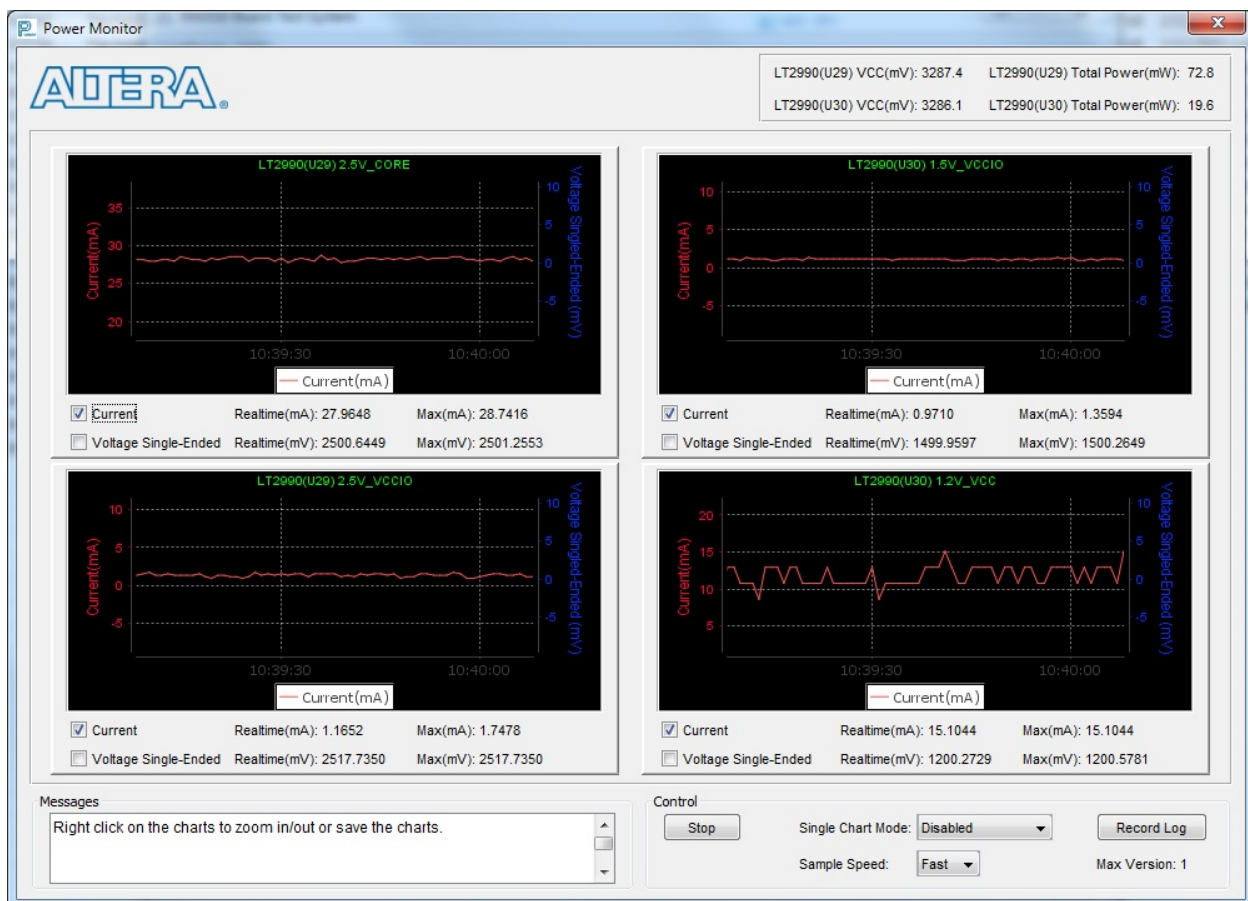 Power Monitor
ALTERA®
LT2990(U29) VCC(mV): 3287.4 LT2990(U29) Total Power(mW): 72.8
LT2990(U30) VCC(mV): 3286.1 LT2990(U30) Total Power(mW): 19.6
LT2990(U29) 2.5V_CORE
Current(mA)
35
30
25
20
10
5
0
-5
Voltage Singled-Ended (mV)
10:39:30 10:40:00
Current(mA)
Current Realtime(mA): 27.9648 Max(mA): 28.7416
Voltage Single-Ended Realtime(mV): 2500.6449 Max(mV): 2501.2553
LT2990(U30) 1.5V_VCCIO
Current(mA)
10
5
0
-5
10
5
0
-5
Voltage Singled-Ended (mV)
10:39:30 10:40:00
Current(mA)
Current Realtime(mA): 0.9710 Max(mA): 1.3594
Voltage Single-Ended Realtime(mV): 1499.9597 Max(mV): 1500.2649
LT2990(U29) 2.5V_VCCIO
Current(mA)
10
5
0
-5
10
5
0
-5
Voltage Singled-Ended (mV)
10:39:30 10:40:00
Current(mA)
Current Realtime(mA): 1.1652 Max(mA): 1.7478
Voltage Single-Ended Realtime(mV): 2517.7350 Max(mV): 2517.7350
LT2990(U30) 1.2V_VCC
Current(mA)
20
15
10
5
10
5
0
-5
Voltage Singled-Ended (mV)
10:39:30 10:40:00
Current(mA)
Current Realtime(mA): 15.1044 Max(mA): 15.1044
Voltage Single-Ended Realtime(mV): 1200.2729 Max(mV): 1200.5781
Messages
Right click on the charts to zoom in/out or save the charts.
Control
Stop Single Chart Mode: Disabled Record Log
Sample Speed: Fast Max Version: 1